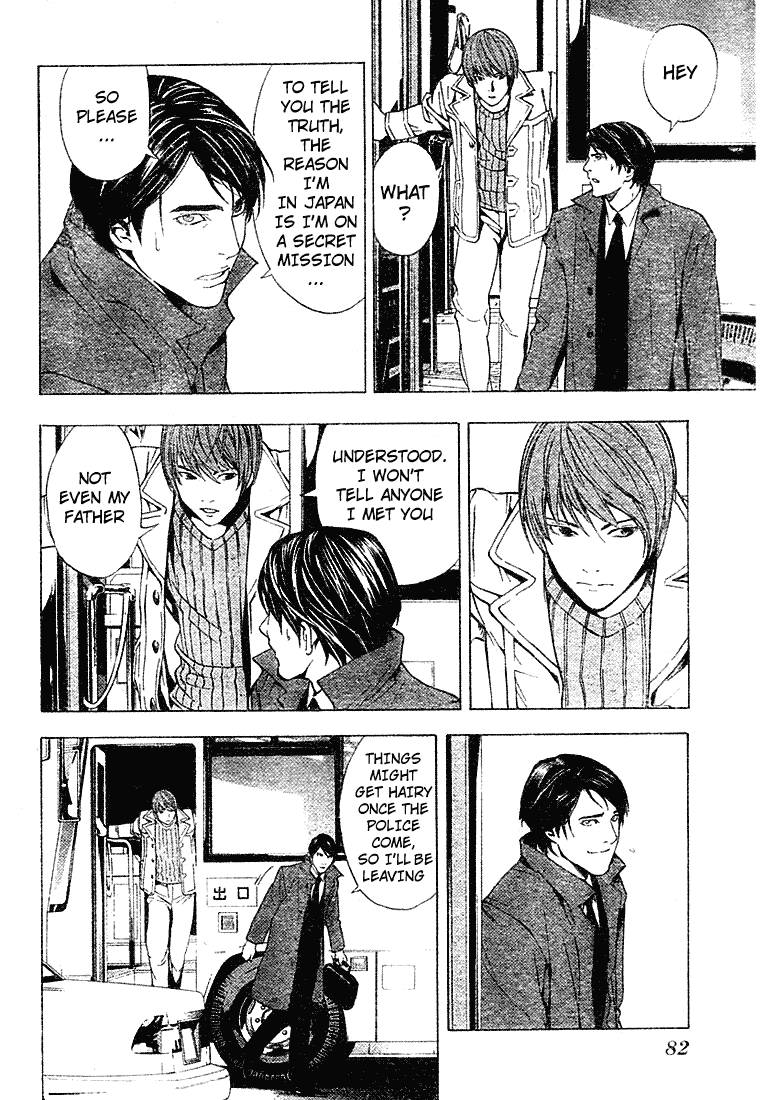 HEY
WHAT
?
TO TELL
YOU THE
TRUTH,
THE
REASON
I'M
IN JAPAN
IS I'M ON
A SECRET
MISSION
...
SO
PLEASE
...
UNDERSTOOD.
I WON'T
TELL ANYONE
I MET YOU
NOT
EVEN MY
FATHER
THINGS
MIGHT
GET HAIRY
ONCE THE
POLICE
COME,
SO I'LL BE
LEAVING
出口
82